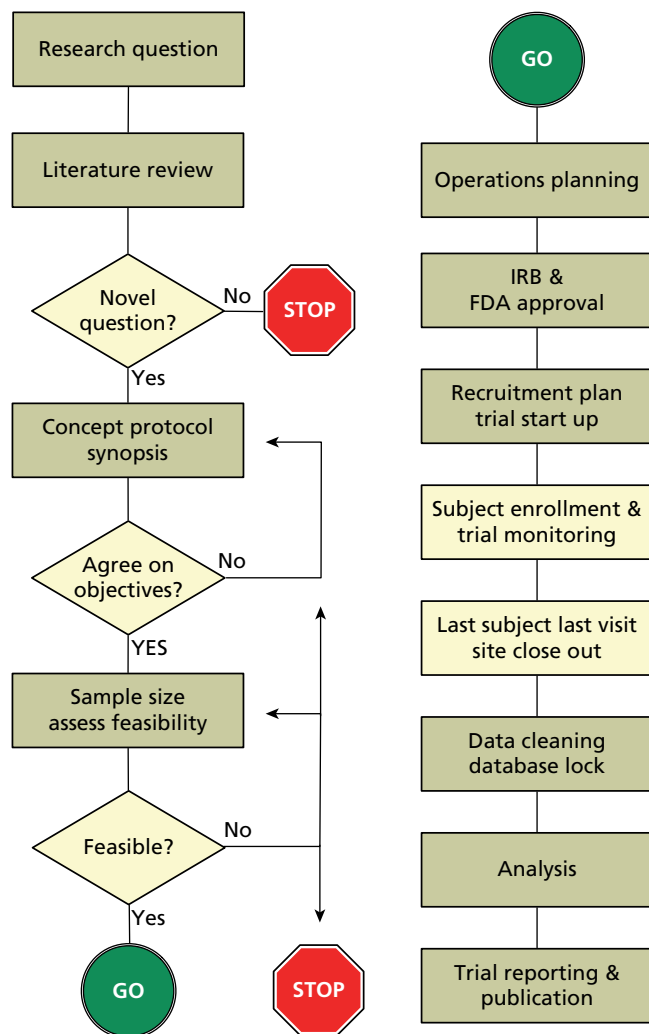 Research question
Literature review
Novel
question?
No
STOP
Yes
Concept protocol
synopsis
Agree on
objectives?
No
YES
Sample size
assess feasibility
Feasible?
No
Yes
GO
STOP
GO
Operations planning
IRB &
FDA approval
Recruitment plan
trial start up
Subject enrollment &
trial monitoring
Last subject last visit
site close out
Data cleaning
database lock
Analysis
Trial reporting &
publication